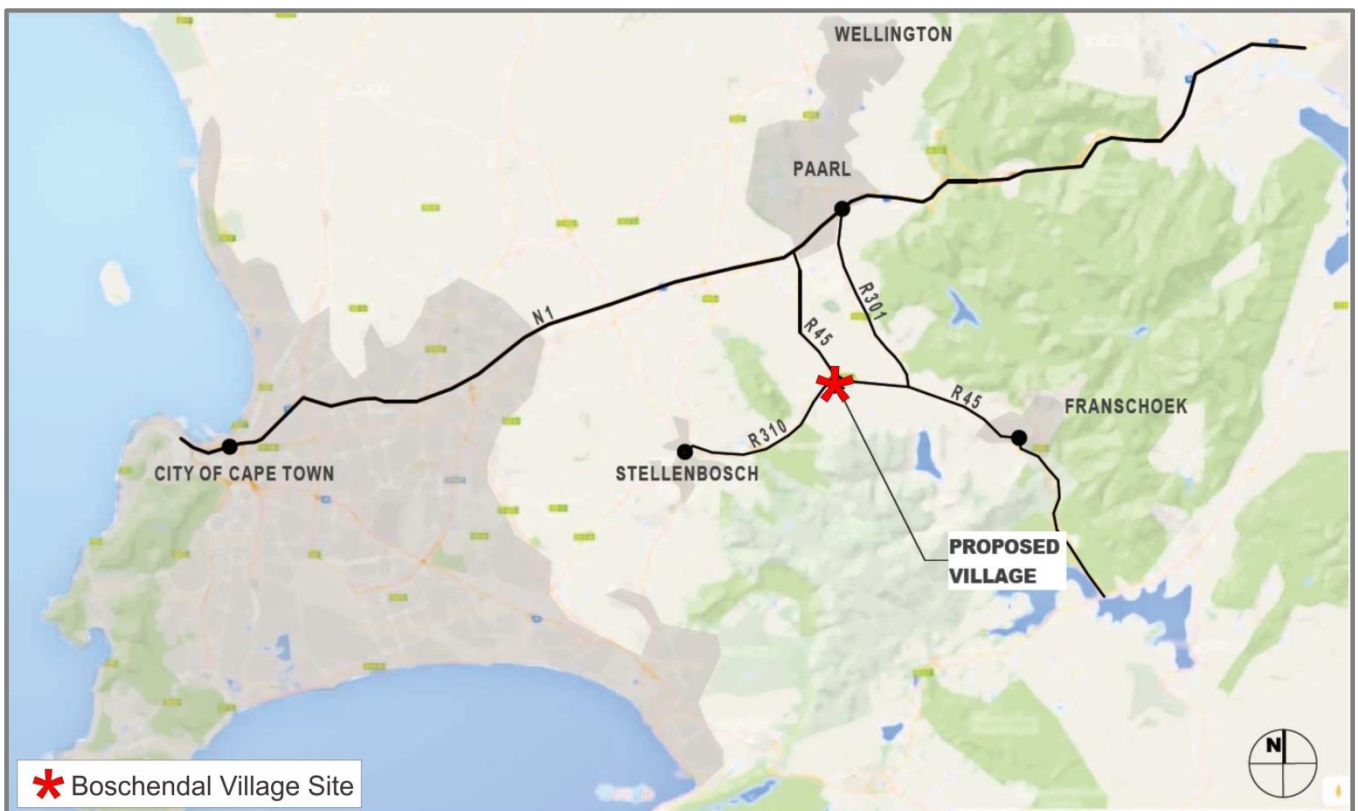 WELLINGTON
PAARL
N1
R301
R45
R45
FRANSCHOEK
R310
CITY OF CAPE TOWN
STELLENBOSCH
PROPOSED
VILLAGE
N
Boschendal Village Site